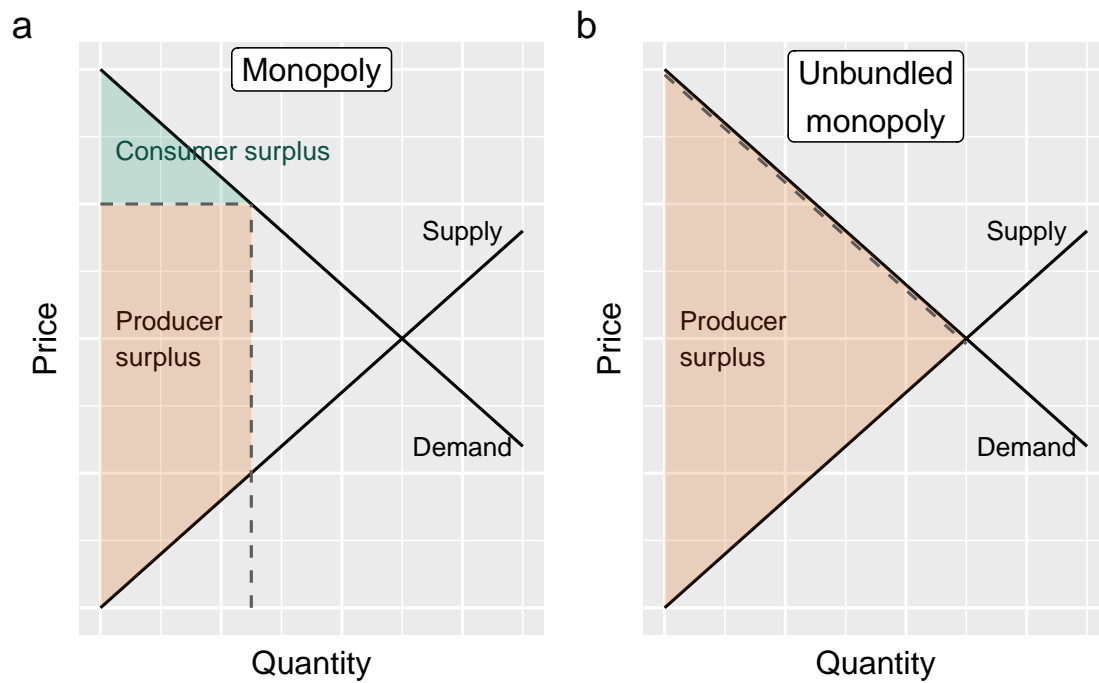 a
Monopoly
Consumer surplus
Supply
Producer
surplus
Demand
Price
Quantity
b
Unbundled
monopoly
Supply
Producer
surplus
Demand
Price
Quantity